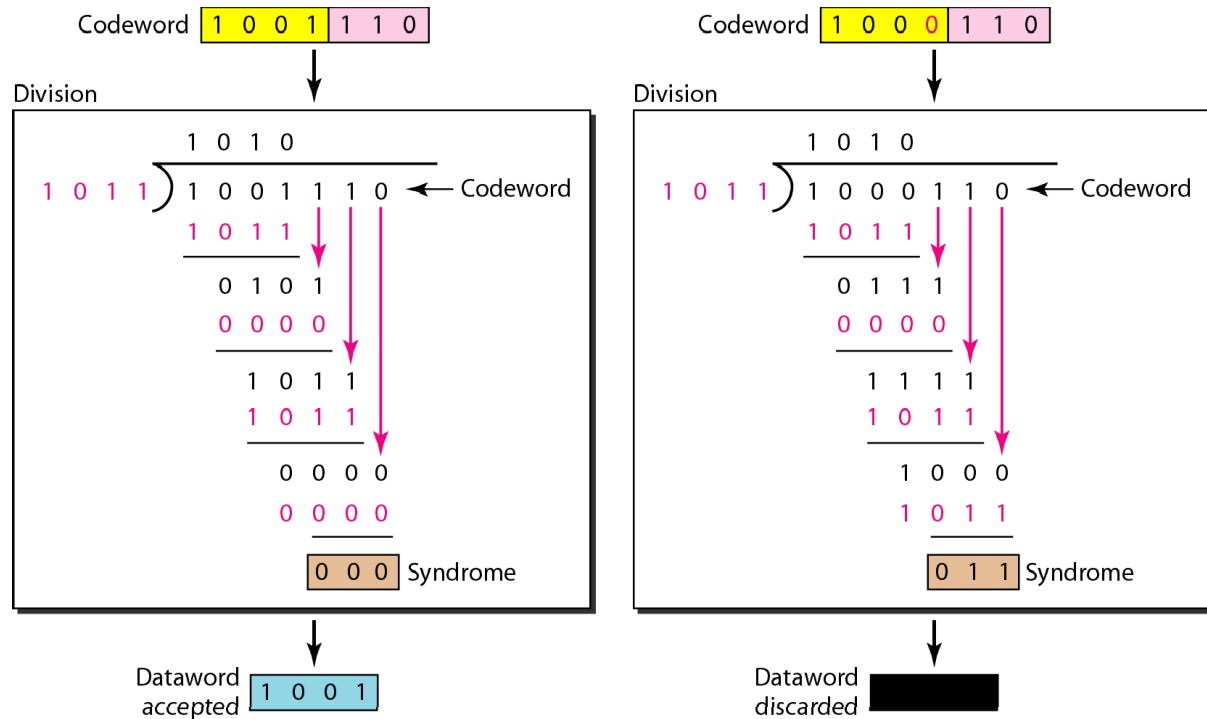 Codeword 1 0 0 1 1 1 0
Division
1 0 1 0
1 0 1 1 1 0 0 1 1 1 0 Codeword
1 0 1 1
0 1 0 1
0 0 0 0
1 0 1 1
1 0 1 1
0 0 0 0
0 0 0 0
0 0 0 Syndrome
Dataword
accepted 1 0 0 1
Codeword 1 0 0 0 1 1 0
Division
1 0 1 0
1 0 1 1 1 0 0 0 1 1 0 Codeword
1 0 1 1
0 1 1 1
0 0 0 0
1 1 1 1
1 0 1 1
1 0 0 0
1 0 1 1
0 1 1 Syndrome
Dataword
discarded